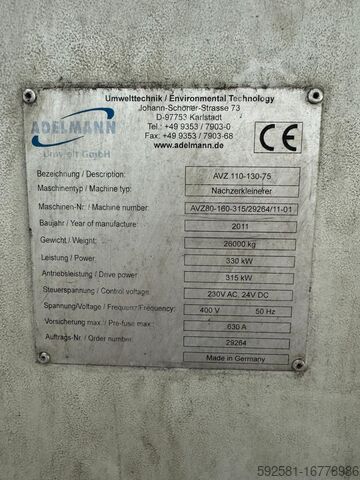 Umwelttechnik / Environmental Technology
Johann-Schöner-Strasse 73
D-97753 Karlstadt
Tel.: +49 9353 / 7903-0
Fax: +49 9353 / 7903-68
www.adelmann.de
ADELMANN
Umwelt GmbH
CE
Bezeichnung / Description: AVZ 110-130-75
Maschinentyp / Machine typ: Nachzerkleinerer
Maschinen-Nr / Machine number: AVZ80-160-315/29264/11-01
Baujahr / Year of manufacture: 2011
Gewicht / Weight: 26000kg
Leistung / Power: 330 kW
Antriebsleistung / Drive power: 315 kW
Steuerspannung / Control voltage: 230V AC, 24V DC
Spannung/Voltage / Frequenz/Frequency: 400 V 50 Hz
Vorsicherung max./ Pre-fuse max.: 630 A
Auftrags-Nr / Order number: 29264
Made in Germany
592581-16778986